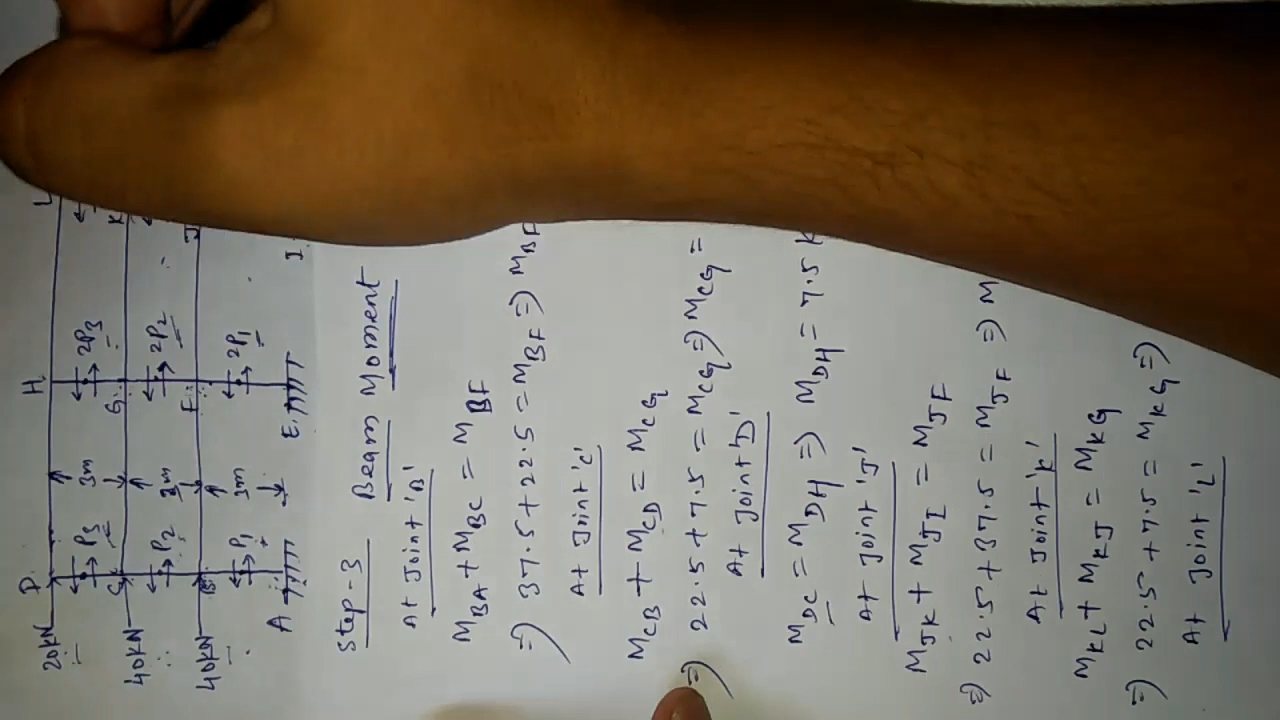 D H L
20kN P3 3m 2P3
C G K
40kN P2 3m 2P2
B F J
40kN P1 3m 2P1
A E I
Step-3 Beam Moment
At Joint 'B'
MBA + MBC = MBF
=) 37.5+22.5 = MBF =) MBF
At Joint 'C'
MCB + MCD = MCG
=) 22.5+7.5 = MCG =) MCG =
At Joint 'D'
MDC = MDH =) MDH = 7.5 k
At Joint 'J'
MJK + MJI = MJF
=) 22.5+37.5 = MJF =) M
At Joint 'K'
MKL + MKJ = MKG
=) 22.5+7.5 = MKG =)
At Joint 'L'